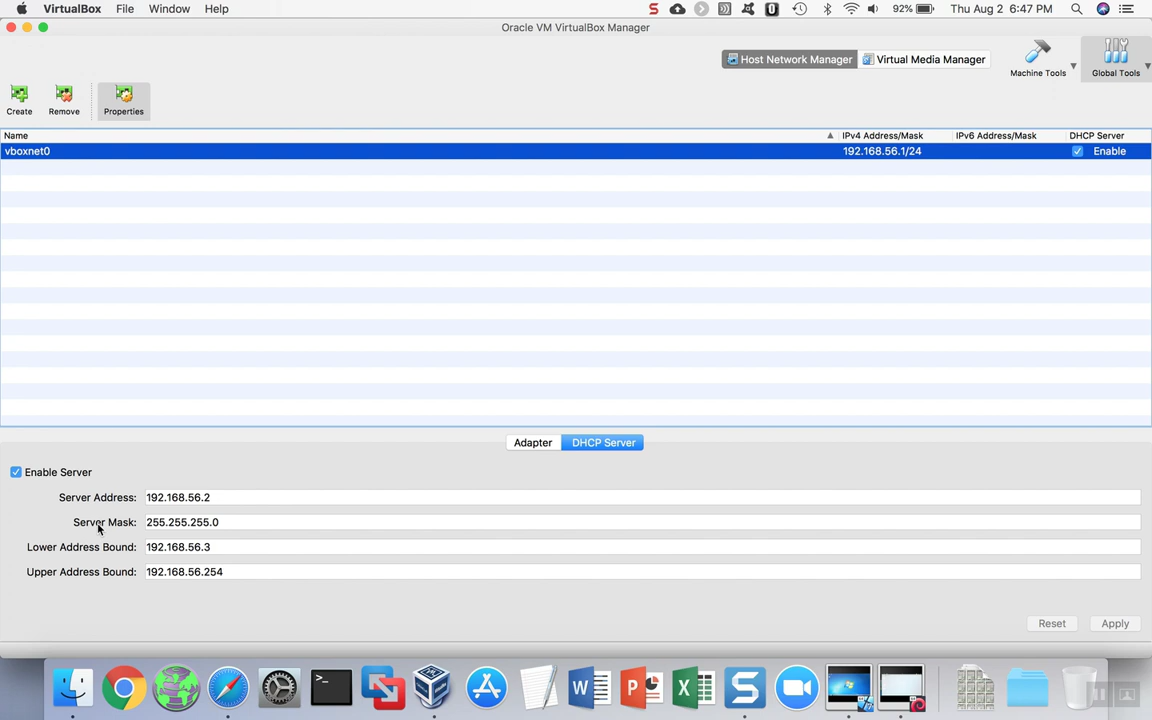 VirtualBox File Window Help 92% Thu Aug 2 6:47 PM
Oracle VM VirtualBox Manager
Host Network Manager Virtual Media Manager
Machine Tools Global Tools
Create Remove Properties
Name IPv4 Address/Mask IPv6 Address/Mask DHCP Server
vboxnet0 192.168.56.1/24 Enable
Adapter DHCP Server
Enable Server
Server Address: 192.168.56.2
Server Mask: 255.255.255.0
Lower Address Bound: 192.168.56.3
Upper Address Bound: 192.168.56.254
Reset Apply